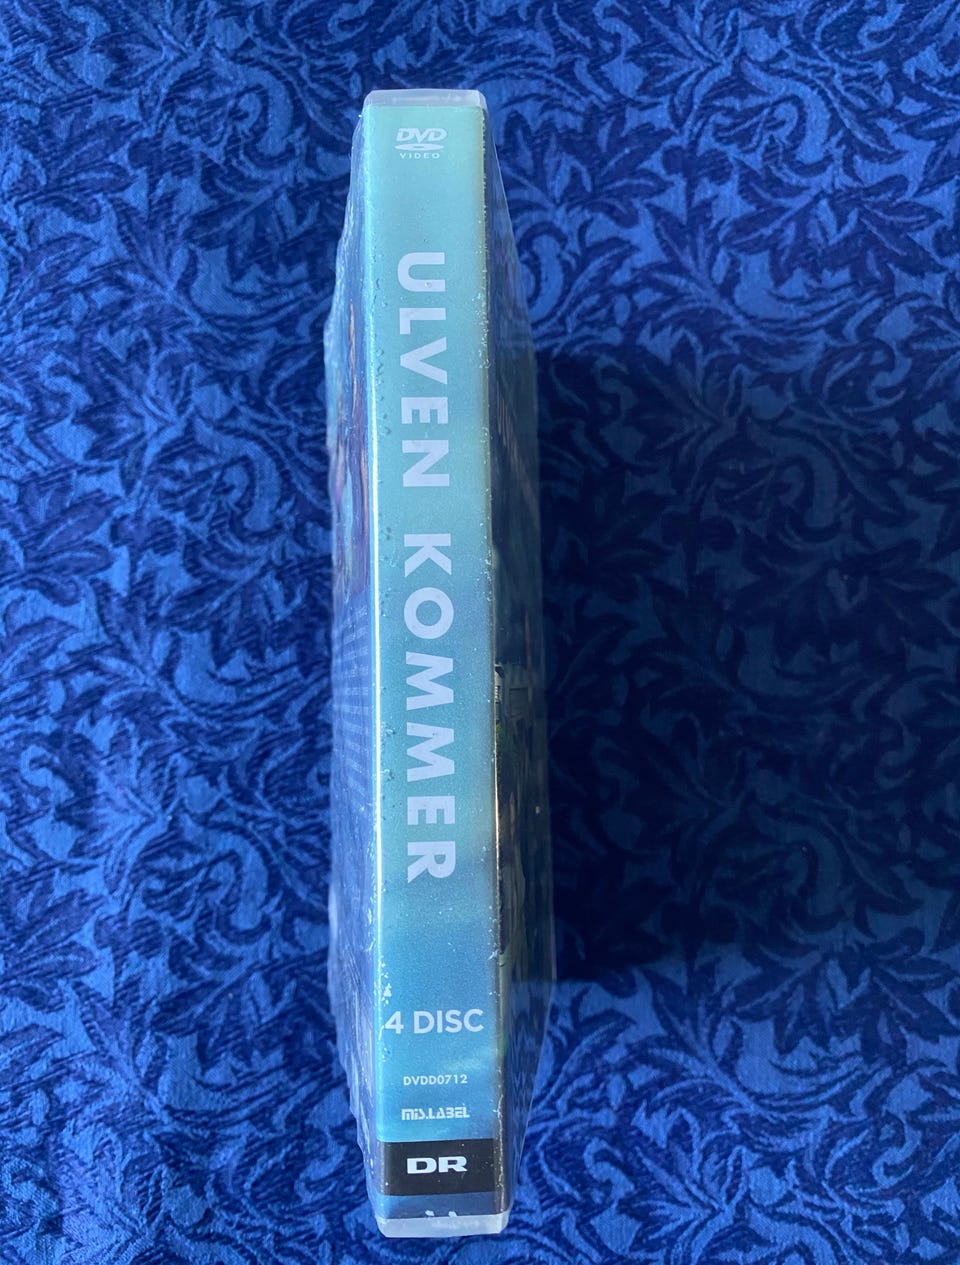 DVD
VIDEO
ULVEN KOMMER
4 DISC
DVDD0712
MIS.LABEL
DR